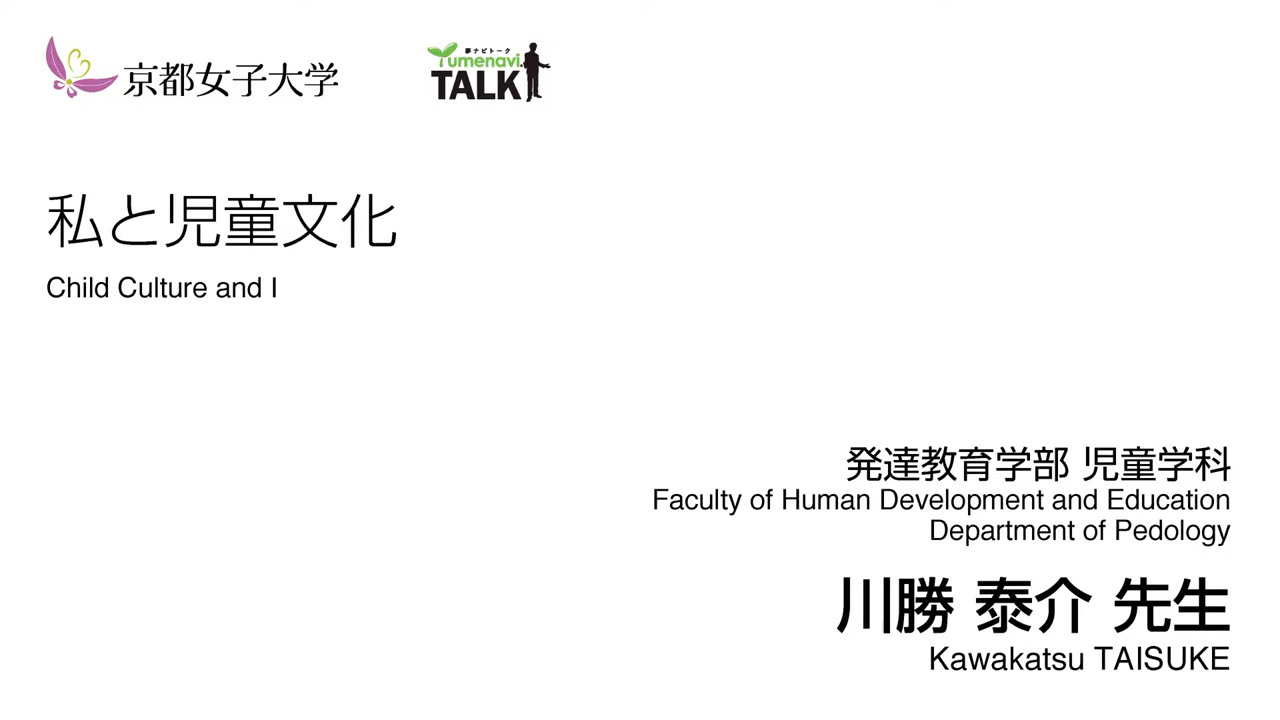 京都女子大学
夢ナビトーク
Yumenavi
TALK
私と児童文化
Child Culture and I
発達教育学部 児童学科
Faculty of Human Development and Education
Department of Pedology
川勝 泰介 先生
Kawakatsu TAISUKE